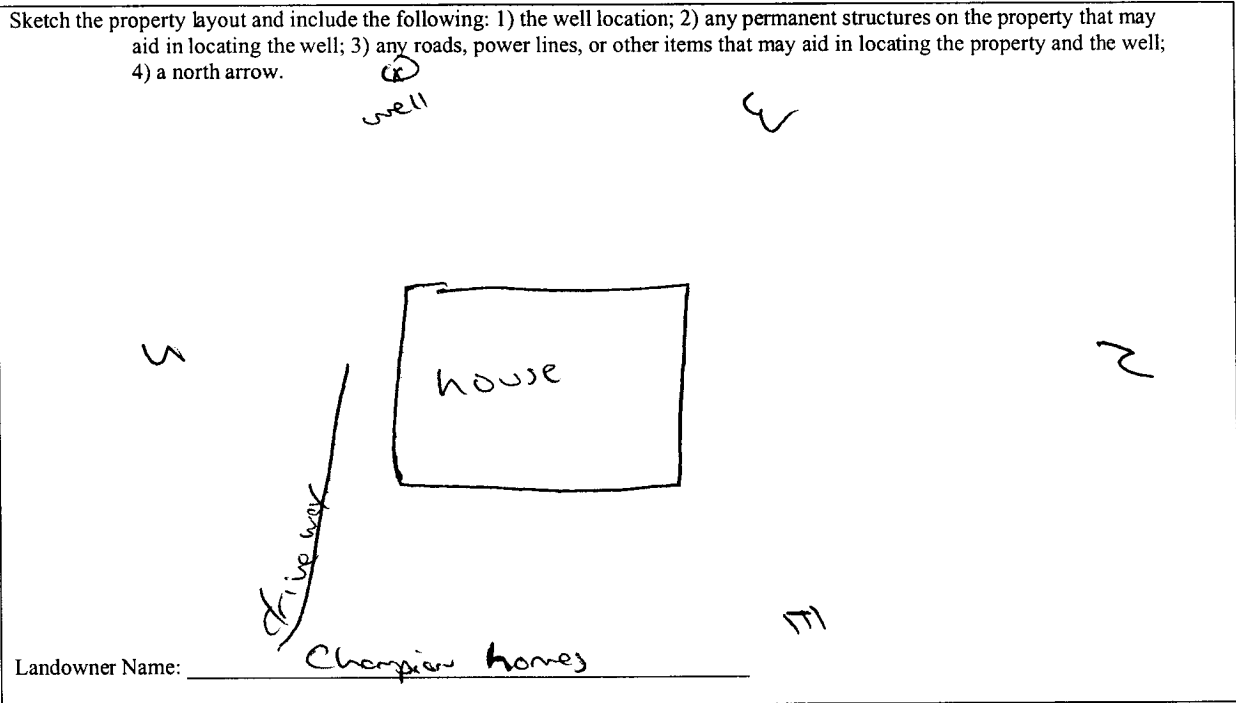 Sketch the property layout and include the following: 1) the well location; 2) any permanent structures on the property that may
aid in locating the well; 3) any roads, power lines, or other items that may aid in locating the property and the well;
4) a north arrow.
x
well
W
S
house
N
drive way
E
Landowner Name: Champion homes